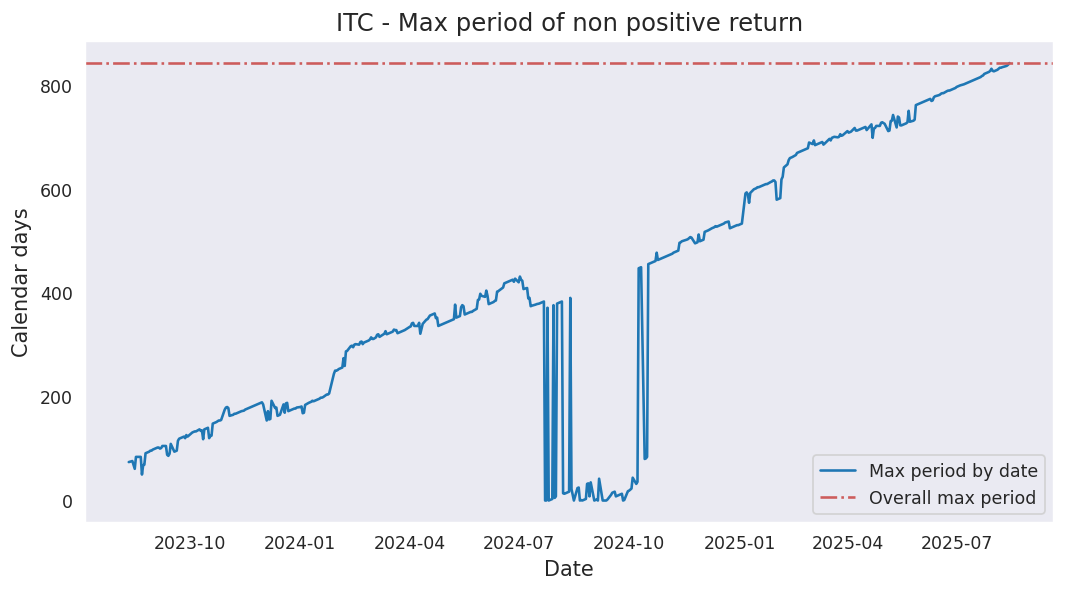 ITC - Max period of non positive return
Calendar days
800
600
400
200
0
Max period by date
Overall max period
2023-10 2024-01 2024-04 2024-07 2024-10 2025-01 2025-04 2025-07
Date